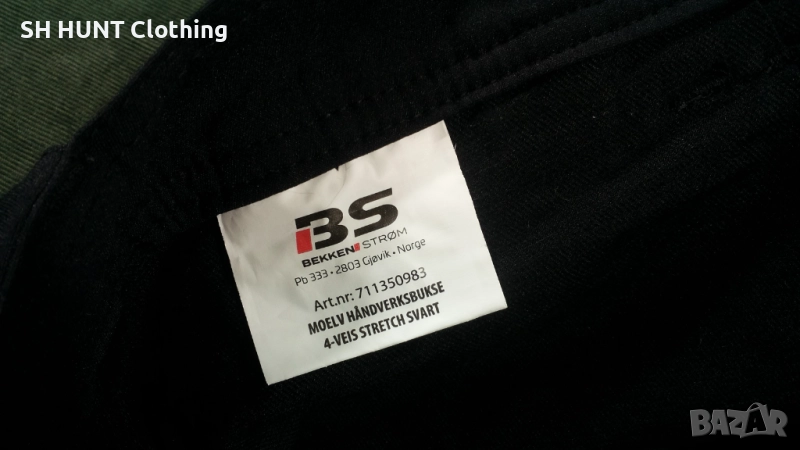 SH HUNT Clothing
BS
BEKKEN STRØM
Pb 333 • 2803 Gjøvik • Norge
Art.nr: 711350983
MOELV HÅNDVERKSBUKSE
4-VEIS STRETCH SVART
BAZAR